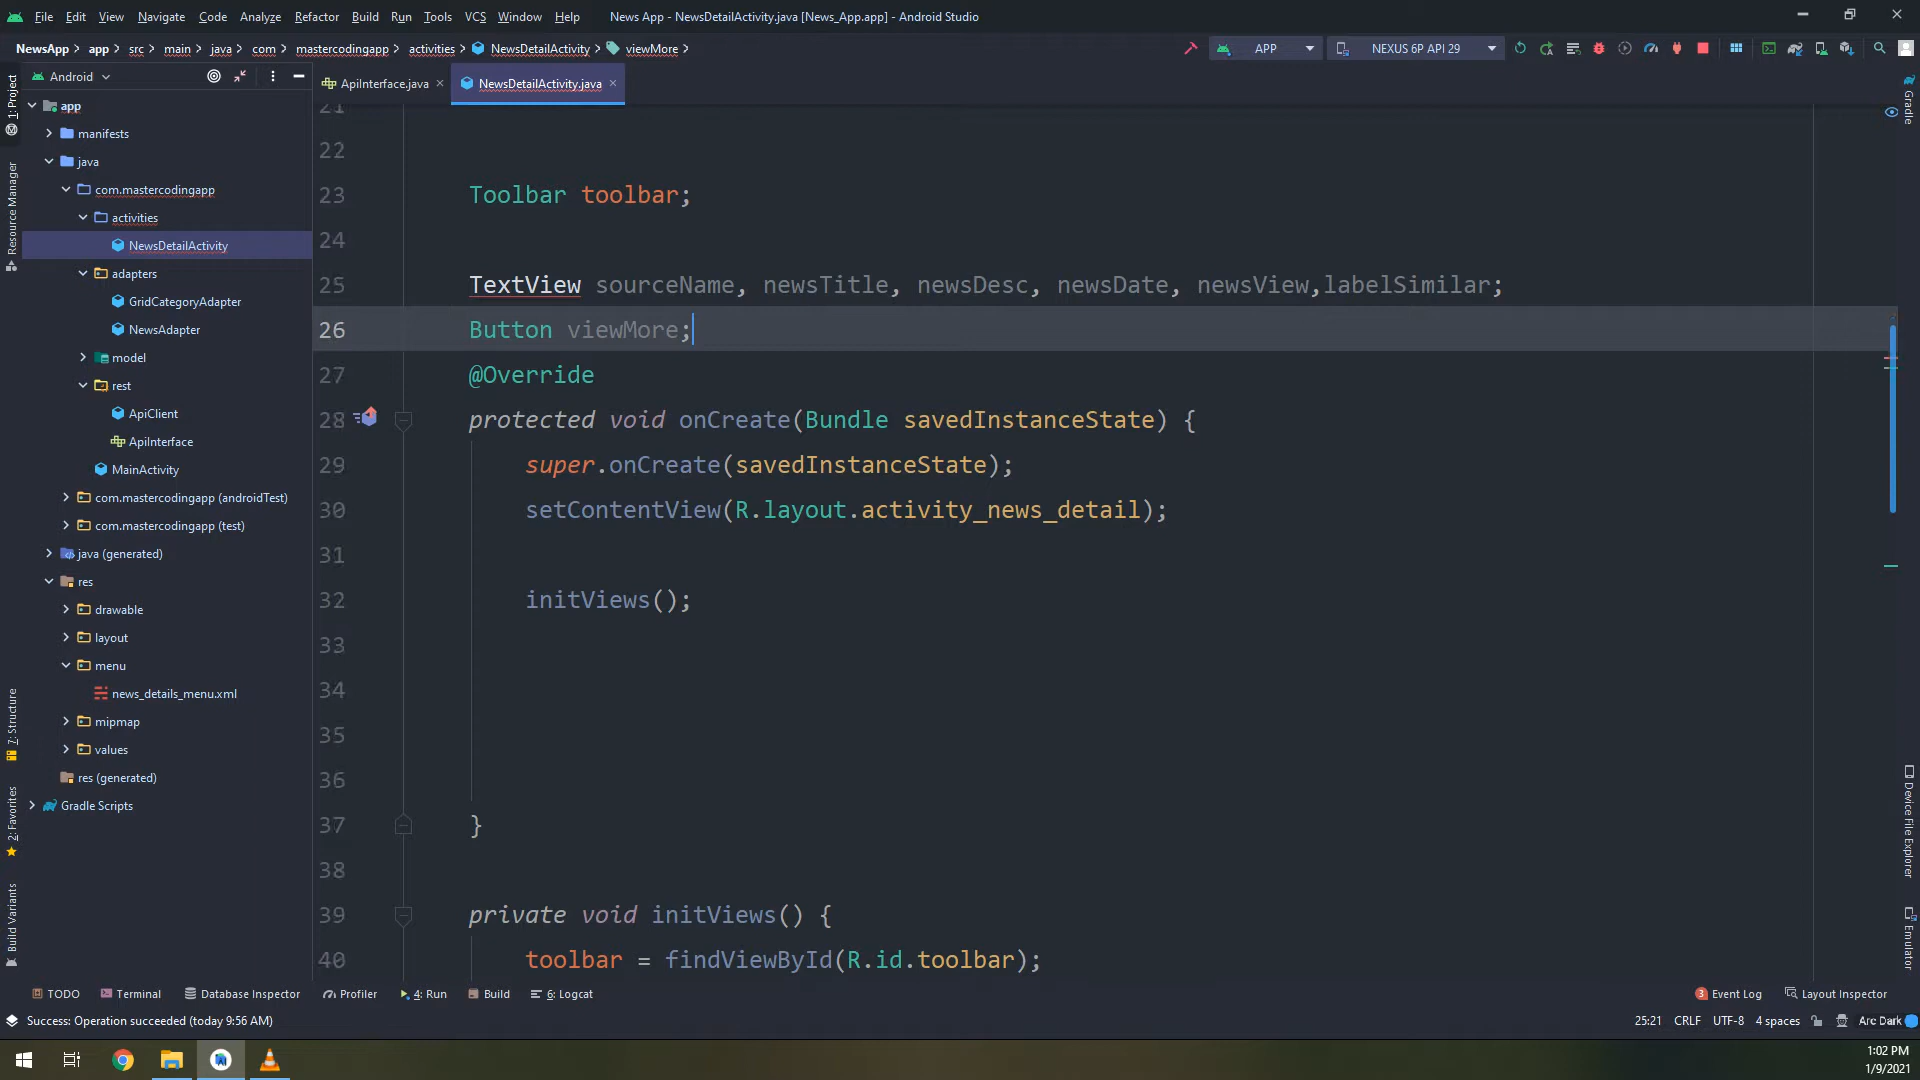 File Edit View Navigate Code Analyze Refactor Build Run Tools VCS Window Help News App - NewsDetailActivity.java [News_App.app] - Android Studio
NewsApp app src main java com mastercodingapp activities NewsDetailActivity viewMore APP NEXUS 6P API 29
Android ApiInterface.java NewsDetailActivity.java
1: Project
Resource Manager
7: Structure
2: Favorites
Build Variants
app
manifests
java
com.mastercodingapp
activities
NewsDetailActivity
adapters
GridCategoryAdapter
NewsAdapter
model
rest
ApiClient
ApiInterface
MainActivity
com.mastercodingapp (androidTest)
com.mastercodingapp (test)
java (generated)
res
drawable
layout
menu
news_details_menu.xml
mipmap
values
res (generated)
Gradle Scripts
21
22
23 Toolbar toolbar;
24
25 TextView sourceName, newsTitle, newsDesc, newsDate, newsView,labelSimilar;
26 Button viewMore;
27 @Override
28 protected void onCreate(Bundle savedInstanceState) {
29 super.onCreate(savedInstanceState);
30 setContentView(R.layout.activity_news_detail);
31
32 initViews();
33
34
35
36
37 }
38
39 private void initViews() {
40 toolbar = findViewById(R.id.toolbar);
Gradle
Device File Explorer
Emulator
TODO Terminal Database Inspector Profiler 4: Run Build 6: Logcat 3 Event Log Layout Inspector
Success: Operation succeeded (today 9:56 AM) 25:21 CRLF UTF-8 4 spaces Arc Dark
1:02 PM
1/9/2021